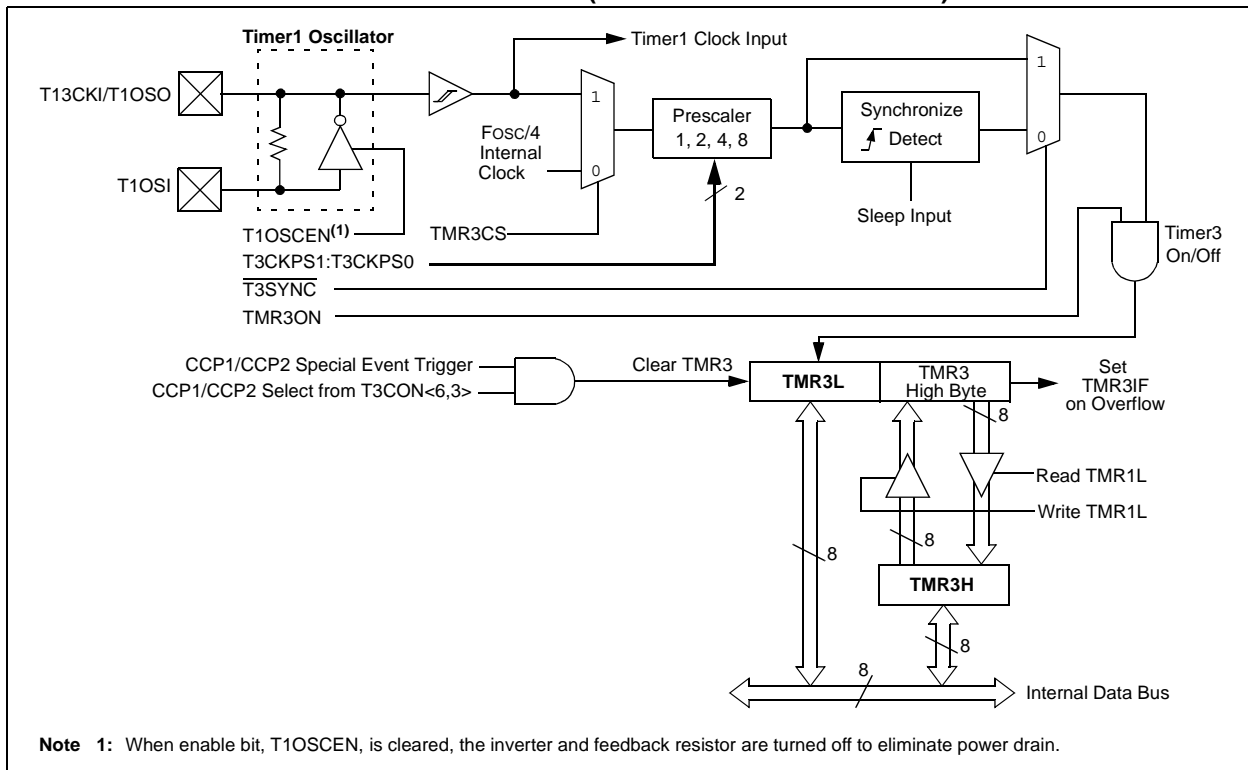 Timer1 Oscillator
Timer1 Clock Input
T13CKI/T1OSO
1
1
Prescaler
1, 2, 4, 8
Synchronize
Detect
FOSC/4
Internal
Clock
0
0
T1OSI
2
Sleep Input
T1OSCEN(1)
TMR3CS
Timer3
On/Off
T3CKPS1:T3CKPS0
T3SYNC
TMR3ON
CCP1/CCP2 Special Event Trigger
CCP1/CCP2 Select from T3CON<6,3>
Clear TMR3
TMR3L
TMR3
High Byte
Set
TMR3IF
on Overflow
8
Read TMR1L
Write TMR1L
8
8
TMR3H
8
8
Internal Data Bus
Note 1: When enable bit, T1OSCEN, is cleared, the inverter and feedback resistor are turned off to eliminate power drain.